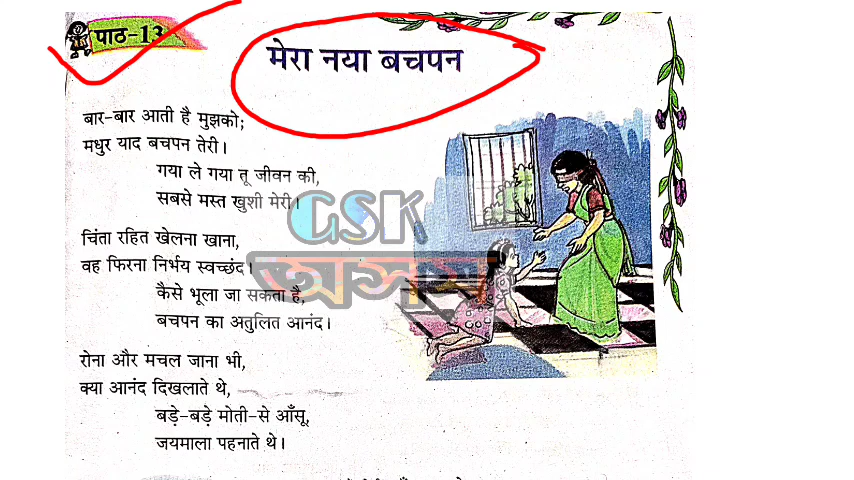 पाठ-13
मेरा नया बचपन
बार-बार आती है मुझको;
मधुर याद बचपन तेरी।
गया ले गया तू जीवन की,
सबसे मस्त खुशी मेरी।
चिंता रहित खेलना खाना,
वह फिरना निर्भय स्वच्छंद।
कैसे भूला जा सकता है,
बचपन का अतुलित आनंद।
रोना और मचल जाना भी,
क्या आनंद दिखलाते थे,
बड़े-बड़े मोती-से आँसू,
जयमाला पहनाते थे।
GSK
অসম